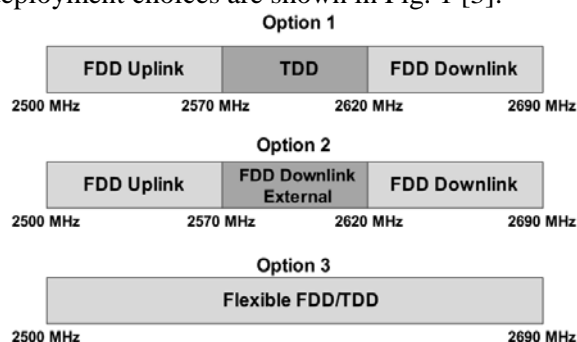 deployment choices are shown in Fig. 1 [3].
Option 1
FDD Uplink TDD FDD Downlink
2500 MHz 2570 MHz 2620 MHz 2690 MHz
Option 2
FDD Uplink FDD Downlink External FDD Downlink
2500 MHz 2570 MHz 2620 MHz 2690 MHz
Option 3
Flexible FDD/TDD
2500 MHz 2690 MHz